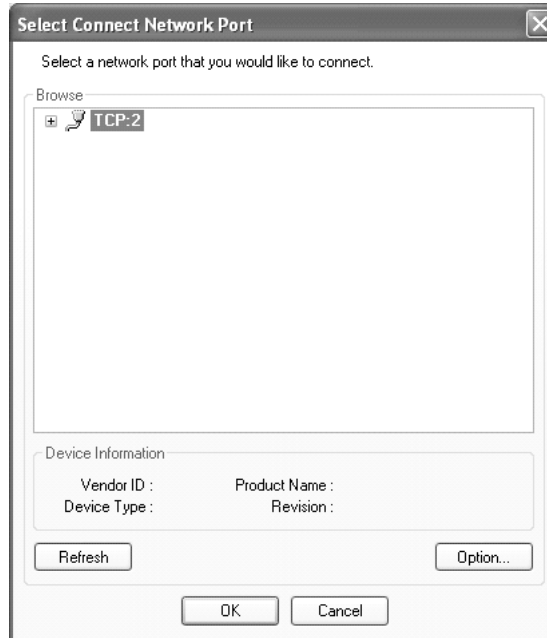 Select Connect Network Port
Select a network port that you would like to connect.
Browse
TCP:2
Device Information
Vendor ID : Product Name :
Device Type : Revision :
Refresh Option...
OK Cancel